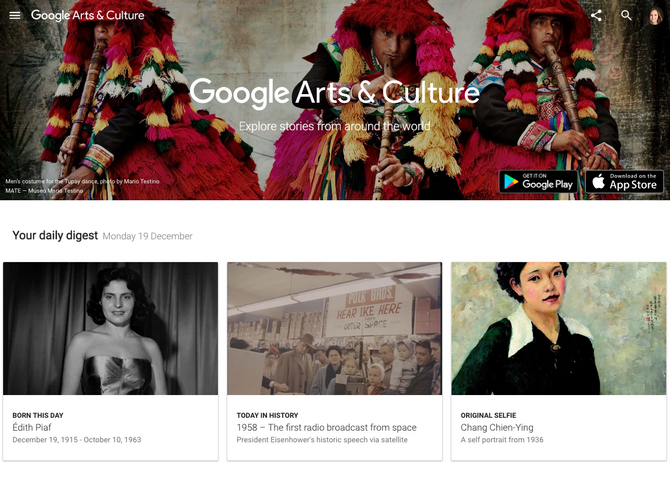 Google Arts & Culture
Google Arts & Culture
Explore stories from around the world
Men's costume for the Tupay dance, photo by Mario Testino
MATE — Museo Mario Testino
GET IT ON
Google Play
Download on the
App Store
Your daily digest Monday 19 December
FOLK BROS.
HEAR IKE HERE
FROM
OUTER SPACE
BORN THIS DAY
Édith Piaf
December 19, 1915 - October 10, 1963
TODAY IN HISTORY
1958 – The first radio broadcast from space
President Eisenhower's historic speech via satellite
ORIGINAL SELFIE
Chang Chien-Ying
A self portrait from 1936